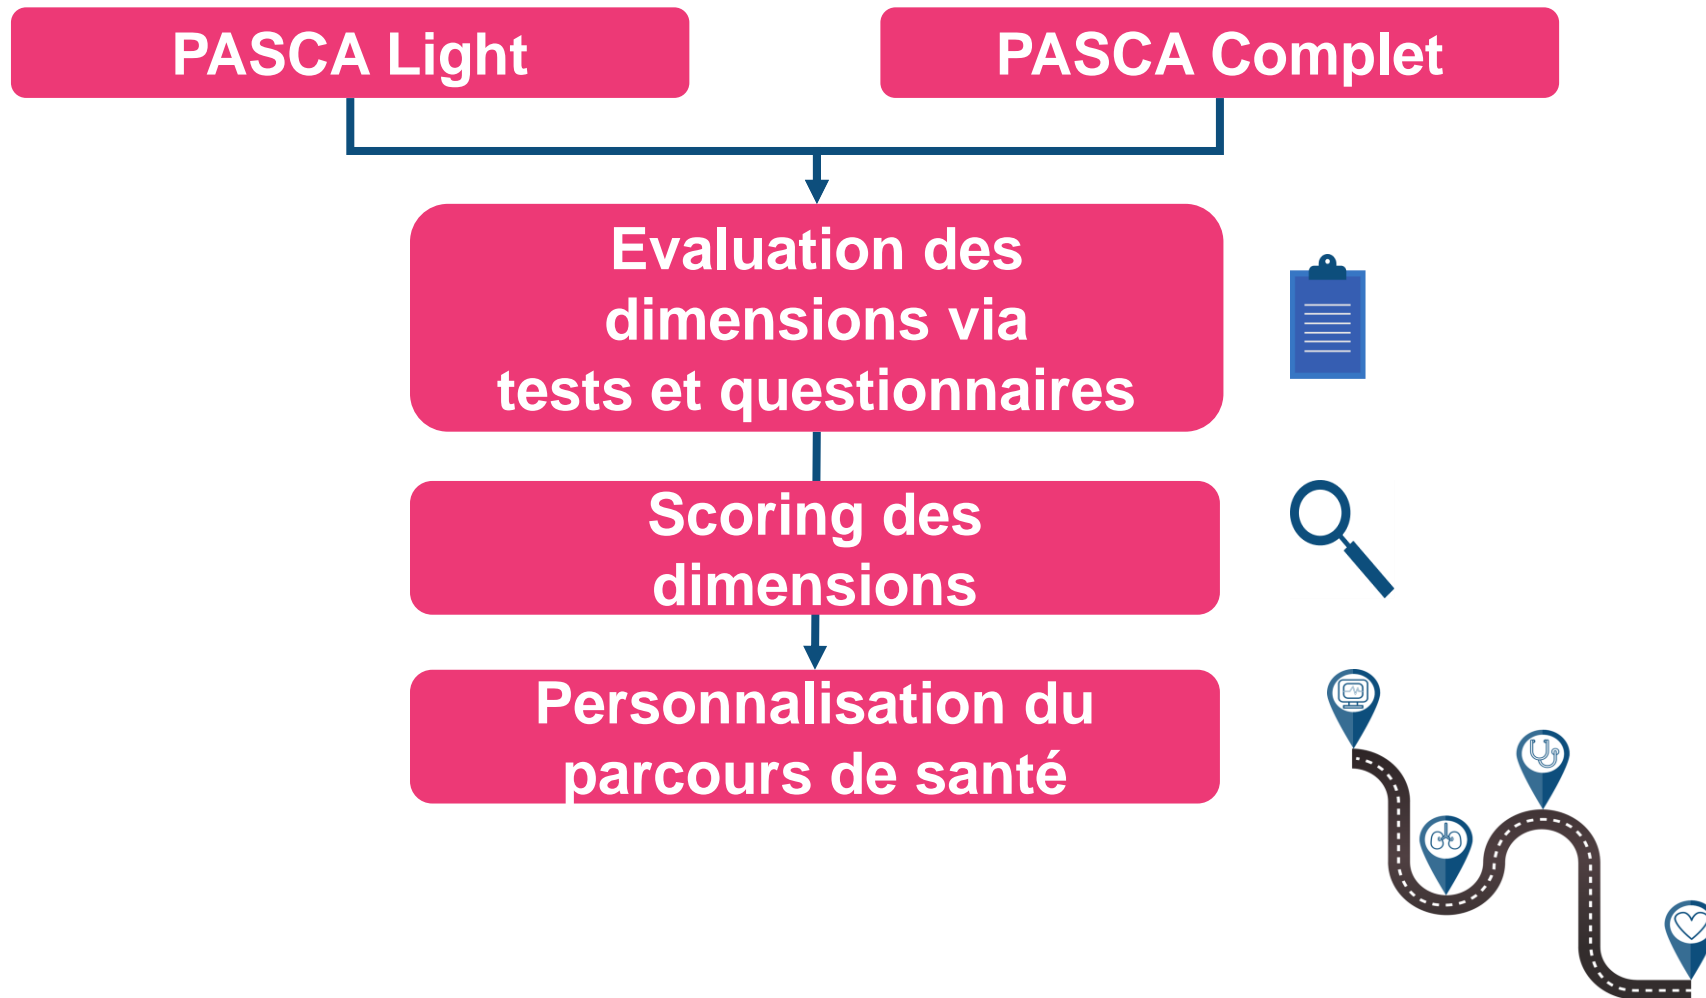 PASCA Light
PASCA Complet
Evaluation des
dimensions via
tests et questionnaires
Scoring des
dimensions
Personnalisation du
parcours de santé